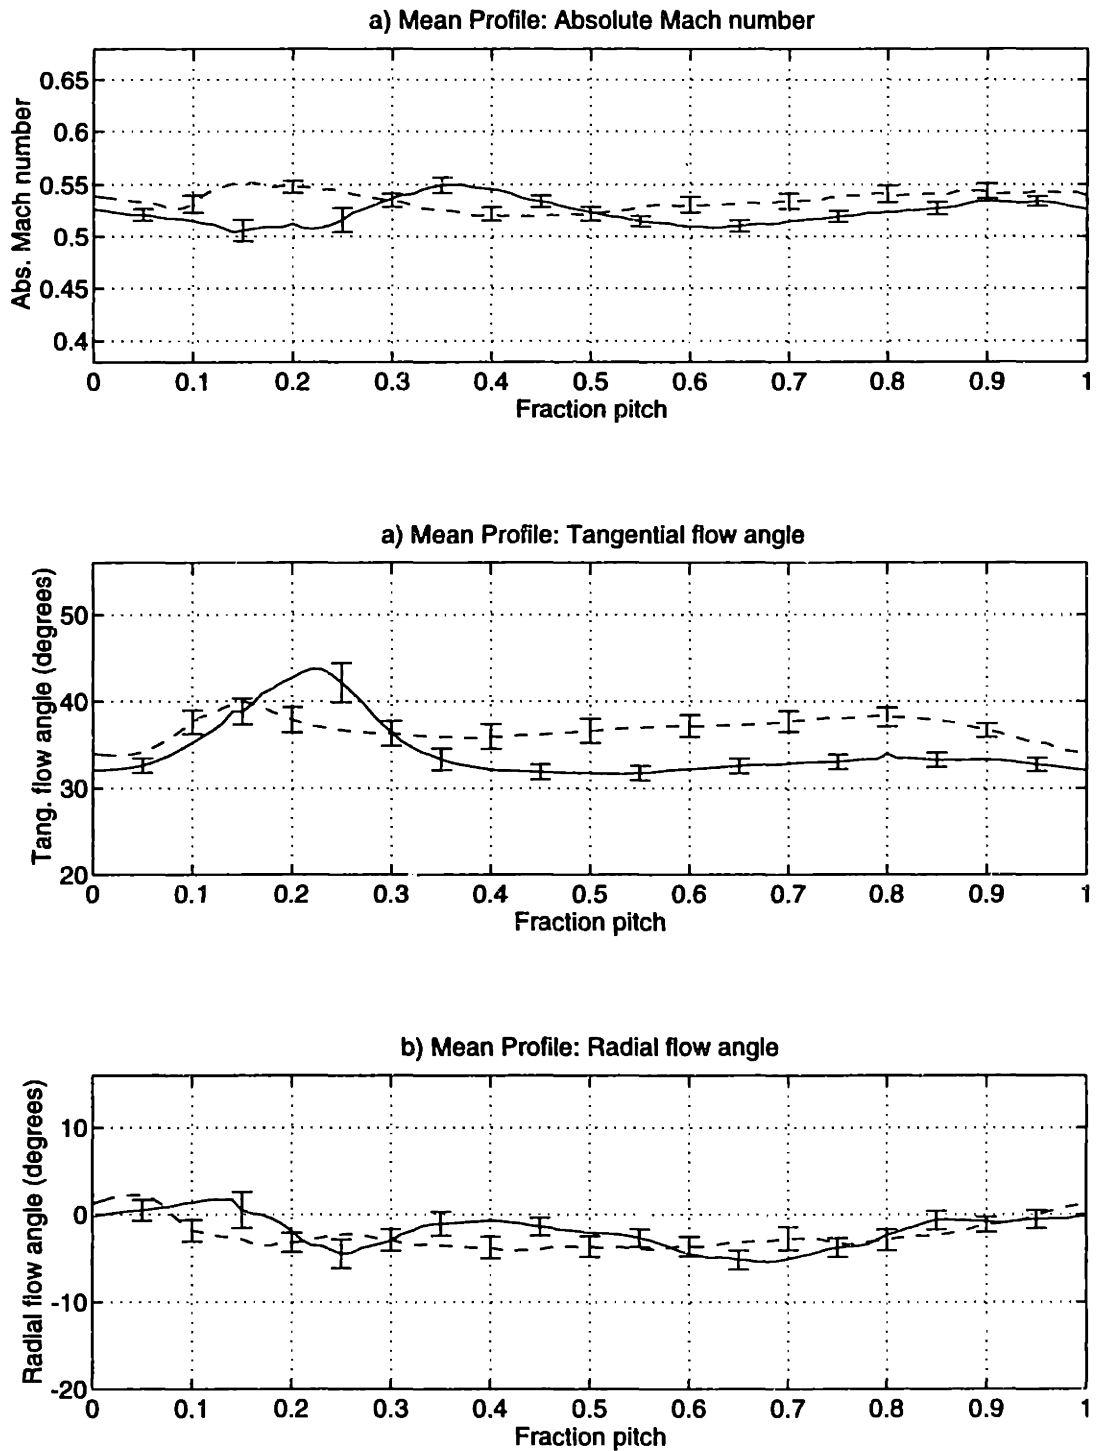 a) Mean Profile: Absolute Mach number
Abs. Mach number
0.65
0.6
0.55
0.5
0.45
0.4
0 0.1 0.2 0.3 0.4 0.5 0.6 0.7 0.8 0.9 1
Fraction pitch
a) Mean Profile: Tangential flow angle
Tang. flow angle (degrees)
50
40
30
20
0 0.1 0.2 0.3 0.4 0.5 0.6 0.7 0.8 0.9 1
Fraction pitch
b) Mean Profile: Radial flow angle
Radial flow angle (degrees)
10
0
-10
-20
0 0.1 0.2 0.3 0.4 0.5 0.6 0.7 0.8 0.9 1
Fraction pitch